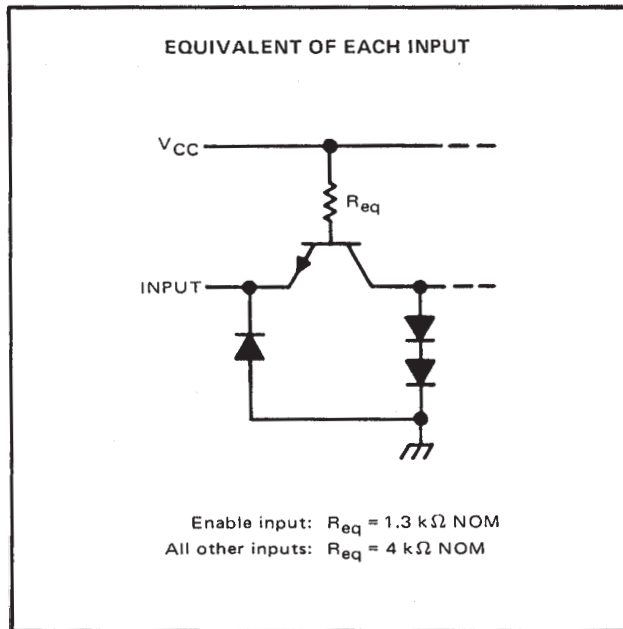 EQUIVALENT OF EACH INPUT
VCC
Req
INPUT
Enable input: Req = 1.3 kΩ NOM
All other inputs: Req = 4 kΩ NOM